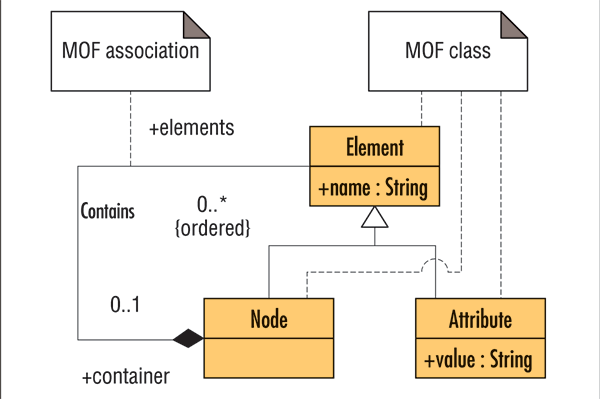 MOF association
MOF class
+elements
Element
+name : String
Contains
0..*
{ordered}
0..1
Node
Attribute
+value : String
+container